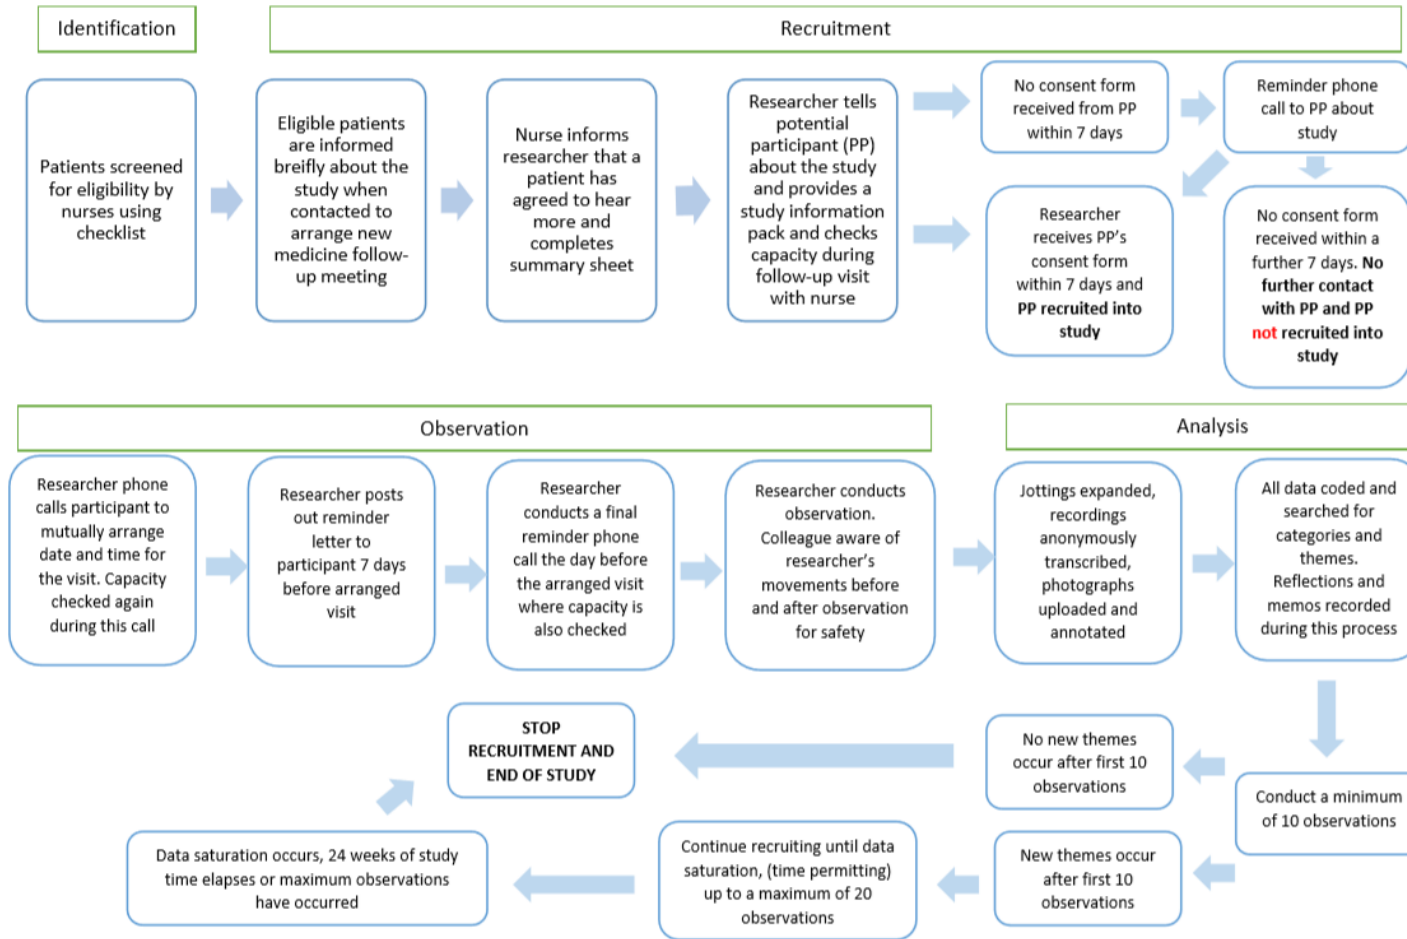 Identification
Recruitment
Patients screened
for eligibility by
nurses using
checklist
Eligible patients
are informed
breifly about the
study when
contacted to
arrange new
medicine follow-
up meeting
Nurse informs
researcher that a
patient has
agreed to hear
more and
completes
summary sheet
Researcher tells
potential
participant (PP)
about the study
and provides a
study information
pack and checks
capacity during
follow-up visit
with nurse
No consent form
received from PP
within 7 days
Reminder phone
call to PP about
study
Researcher
receives PP’s
consent form
within 7 days and
PP recruited into
study
No consent form
received within a
further 7 days. No
further contact
with PP and PP
not recruited into
study
Observation
Analysis
Researcher phone
calls participant to
mutually arrange
date and time for
the visit. Capacity
checked again
during this call
Researcher posts
out reminder
letter to
participant 7 days
before arranged
visit
Researcher
conducts a final
reminder phone
call the day before
the arranged visit
where capacity is
also checked
Researcher conducts
observation.
Colleague aware of
researcher’s
movements before
and after observation
for safety
Jottings expanded,
recordings
anonymously
transcribed,
photographs
uploaded and
annotated
All data coded and
searched for
categories and
themes.
Reflections and
memos recorded
during this process
STOP
RECRUITMENT AND
END OF STUDY
No new themes
occur after first 10
observations
Conduct a minimum
of 10 observations
Data saturation occurs, 24 weeks of study
time elapses or maximum observations
have occurred
Continue recruiting until data
saturation, (time permitting)
up to a maximum of 20
observations
New themes occur
after first 10
observations